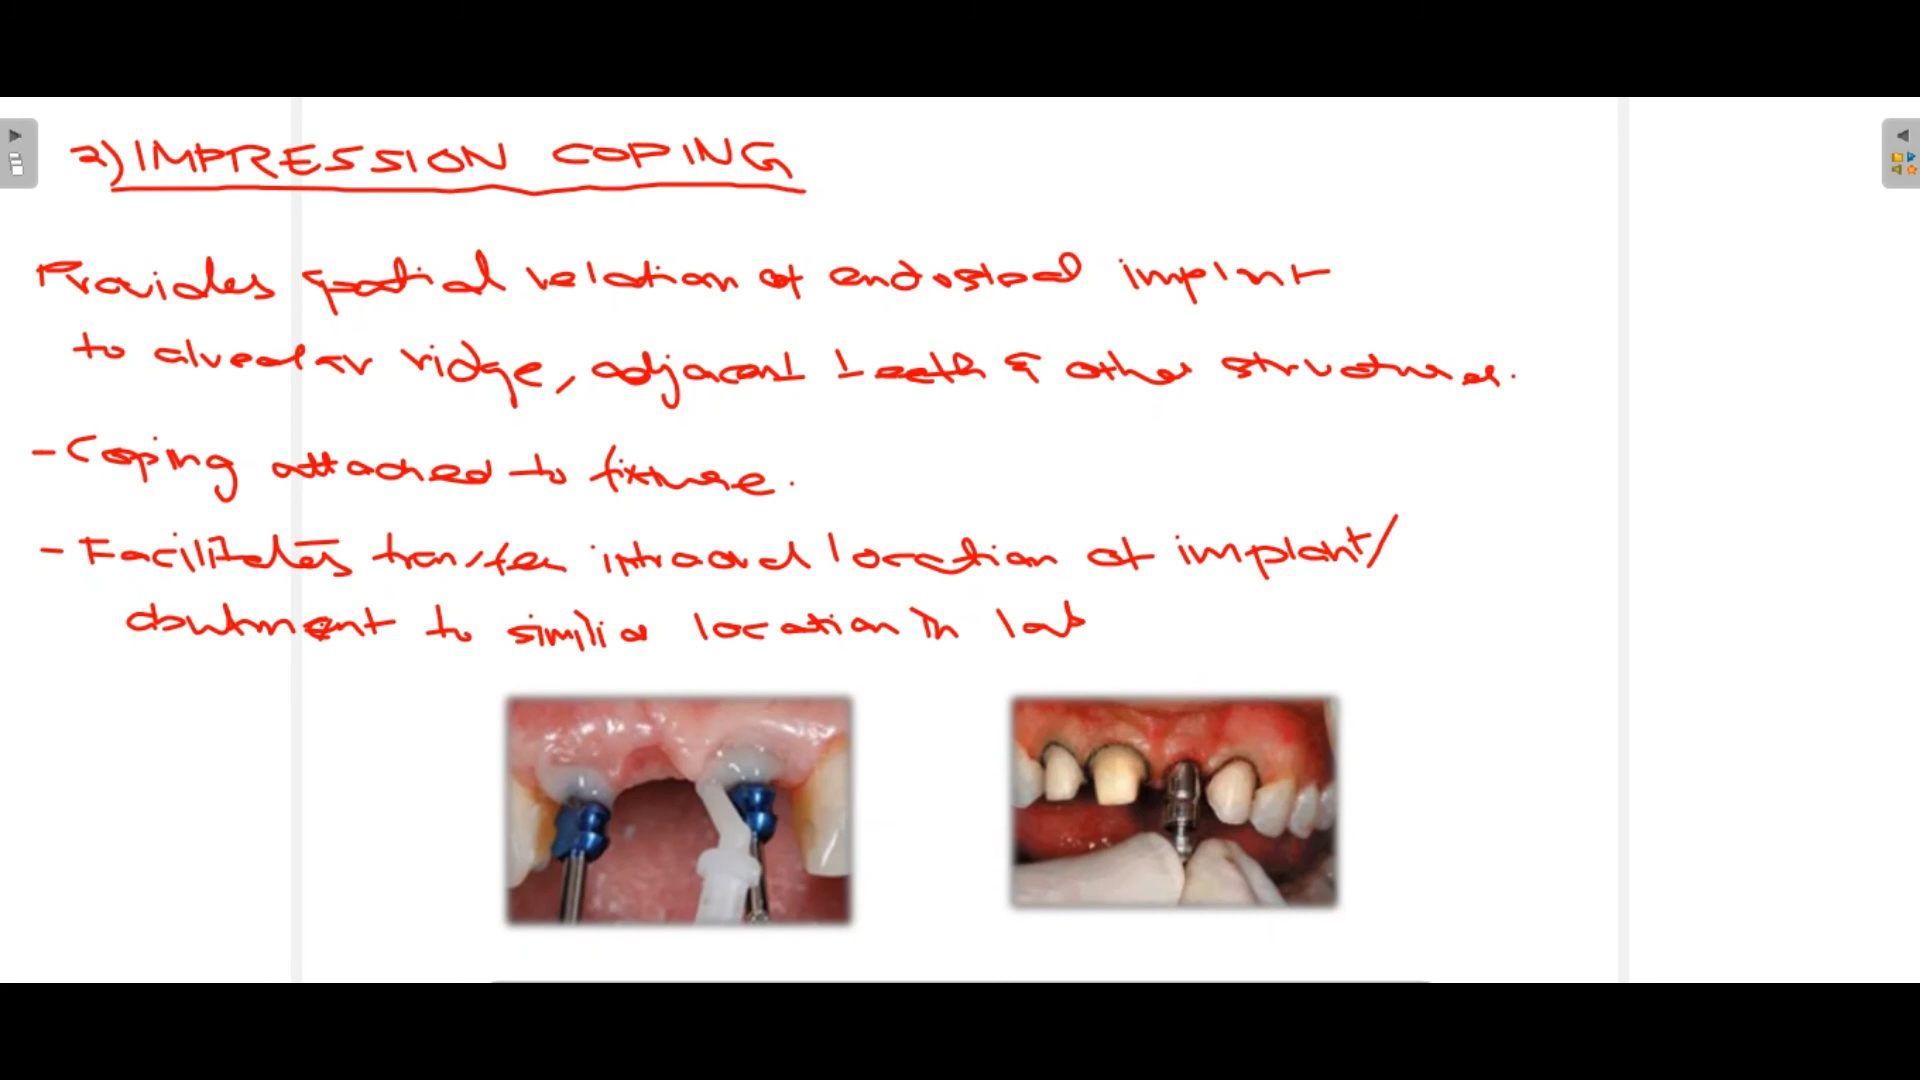 2) IMPRESSION COPING
Provides spatial relation of endosteal implnt
to alveolar ridge, adjacent teeth & other structures.
- Coping attached to fixture.
- Facilitates transfer intraoral location of implant/
abutment to similar location in lab